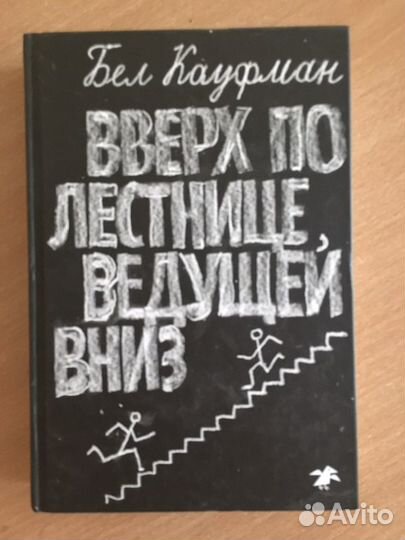 Бел Кауфман
ВВЕРХ ПО
ЛЕСТНИЦЕ,
ВЕДУЩЕЙ
ВНИЗ
Avito